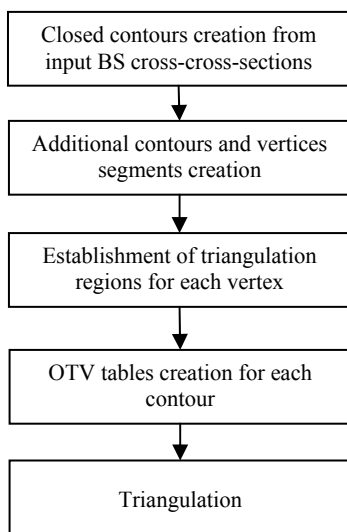 Closed contours creation from
input BS cross-cross-sections
Additional contours and vertices
segments creation
Establishment of triangulation
regions for each vertex
OTV tables creation for each
contour
Triangulation